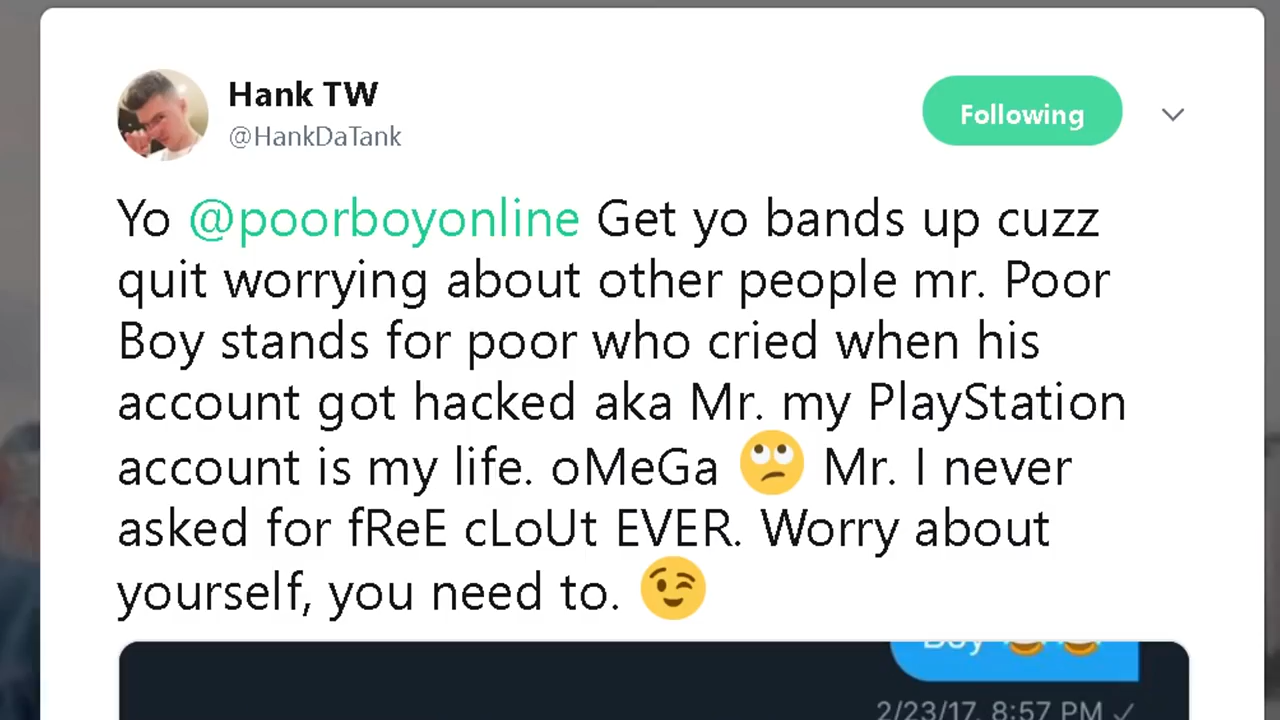 Hank TW
@HankDaTank
Following
Yo @poorboyonline Get yo bands up cuzz
quit worrying about other people mr. Poor
Boy stands for poor who cried when his
account got hacked aka Mr. my PlayStation
account is my life. oMeGa 🙄 Mr. I never
asked for fReE cLoUt EVER. Worry about
yourself, you need to. 😉
Boy
2/23/17, 8:57 PM ✓